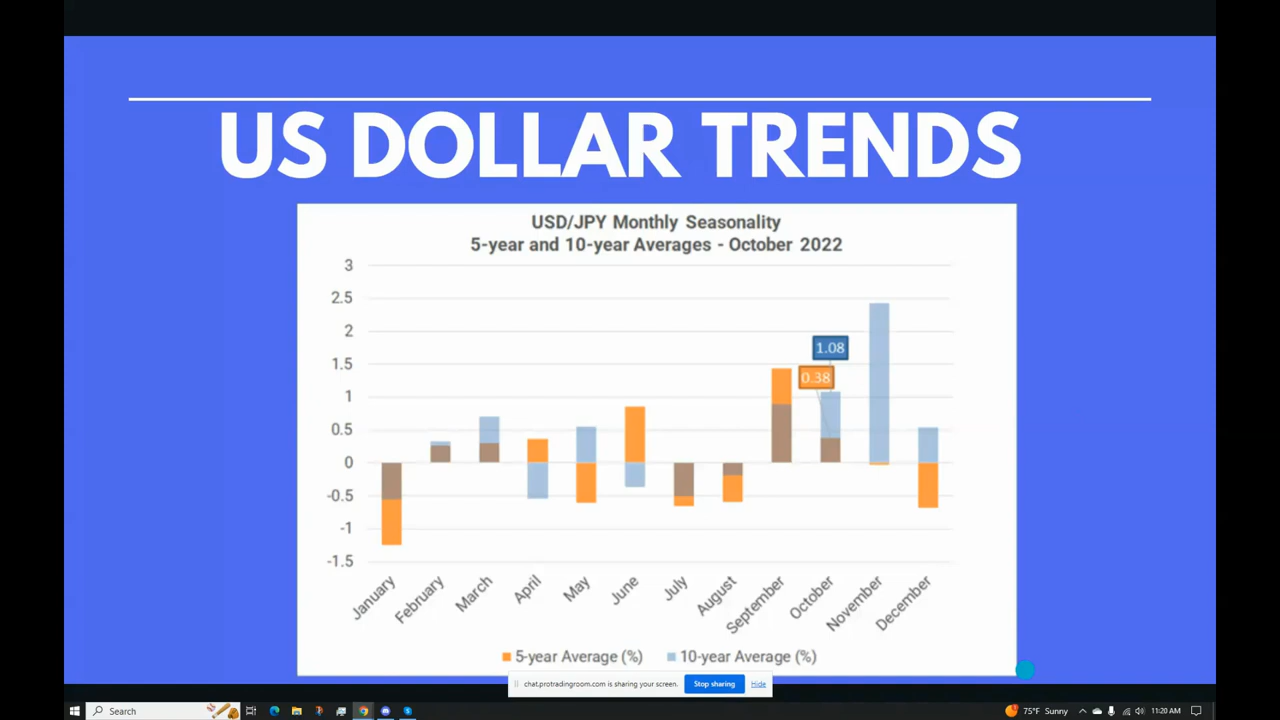 US DOLLAR TRENDS
USD/JPY Monthly Seasonality
5-year and 10-year Averages - October 2022
3
2.5
2
1.5
1
0.5
0
-0.5
-1
-1.5
1.08
0.38
January
February
March
April
May
June
July
August
September
October
November
December
5-year Average (%)
10-year Average (%)
chat.protradingroom.com is sharing your screen.
Stop sharing
Hide
Search
75°F Sunny
11:20 AM